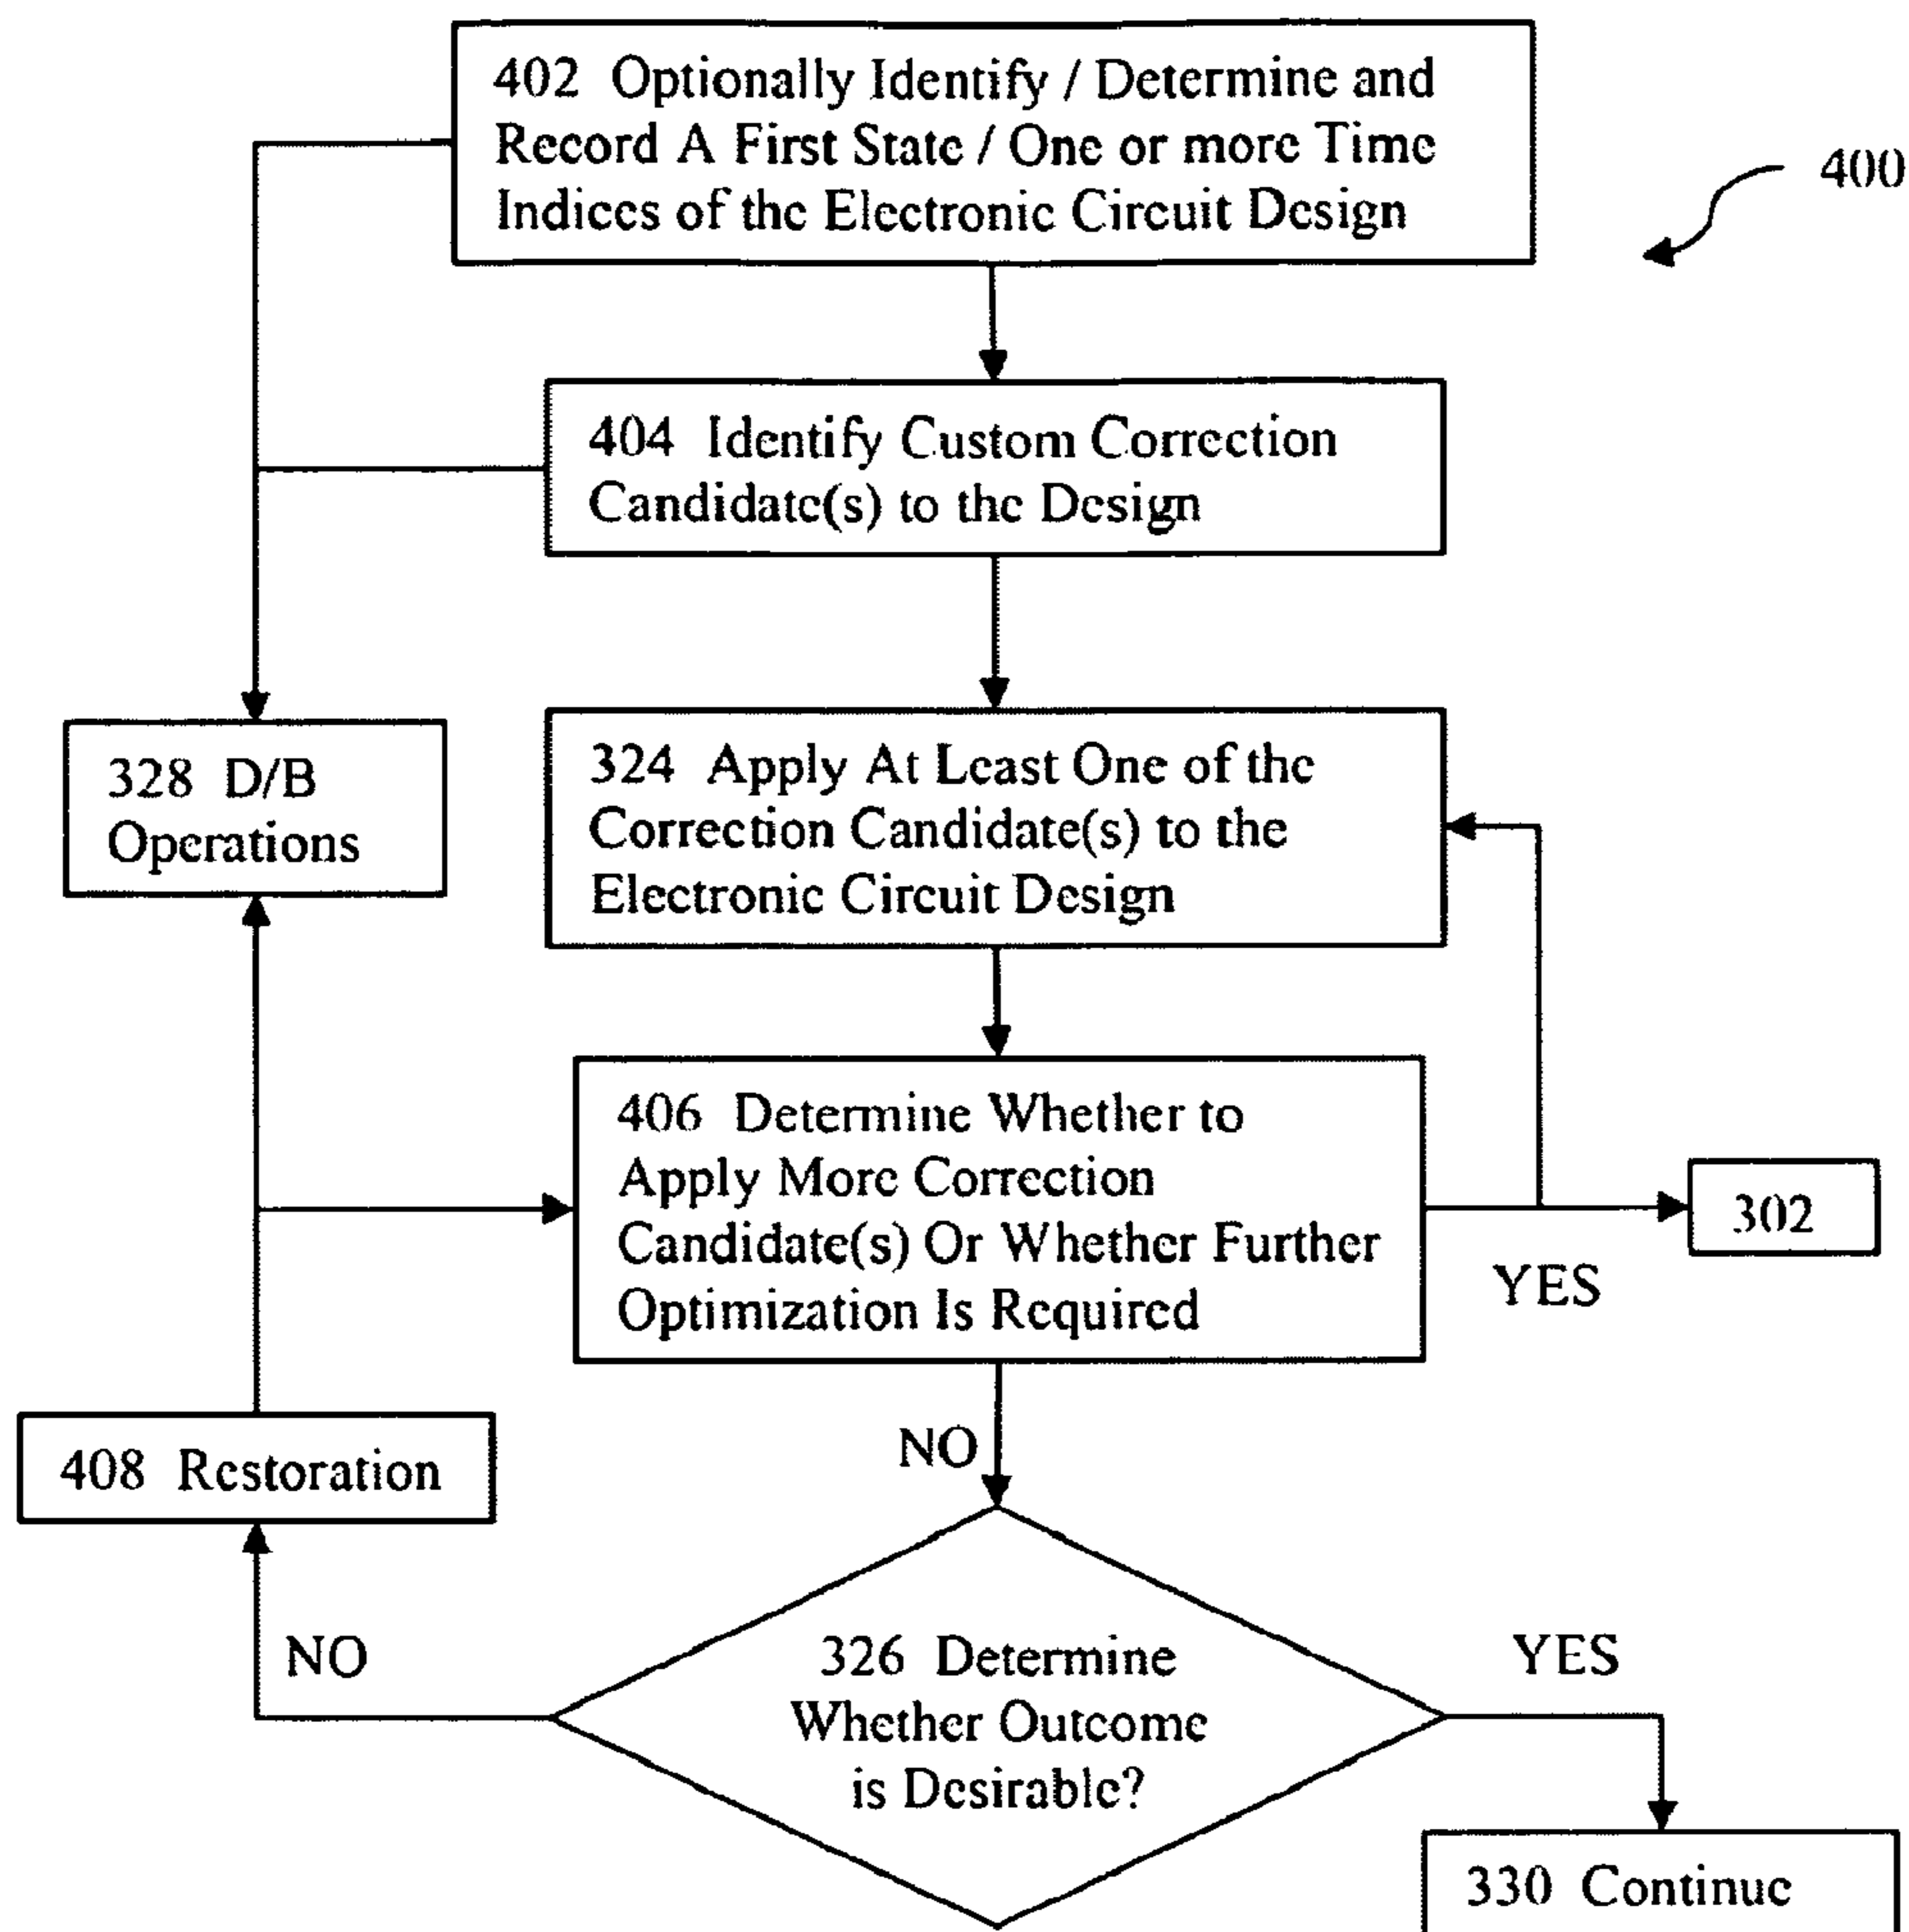 402 Optionally Identify / Determine and
Record A First State / One or more Time
Indices of the Electronic Circuit Design
400
404 Identify Custom Correction
Candidate(s) to the Design
328 D/B
Operations
324 Apply At Least One of the
Correction Candidate(s) to the
Electronic Circuit Design
406 Determine Whether to
Apply More Correction
Candidate(s) Or Whether Further
Optimization Is Required
302
YES
NO
408 Restoration
NO
326 Determine
Whether Outcome
is Desirable?
YES
330 Continue